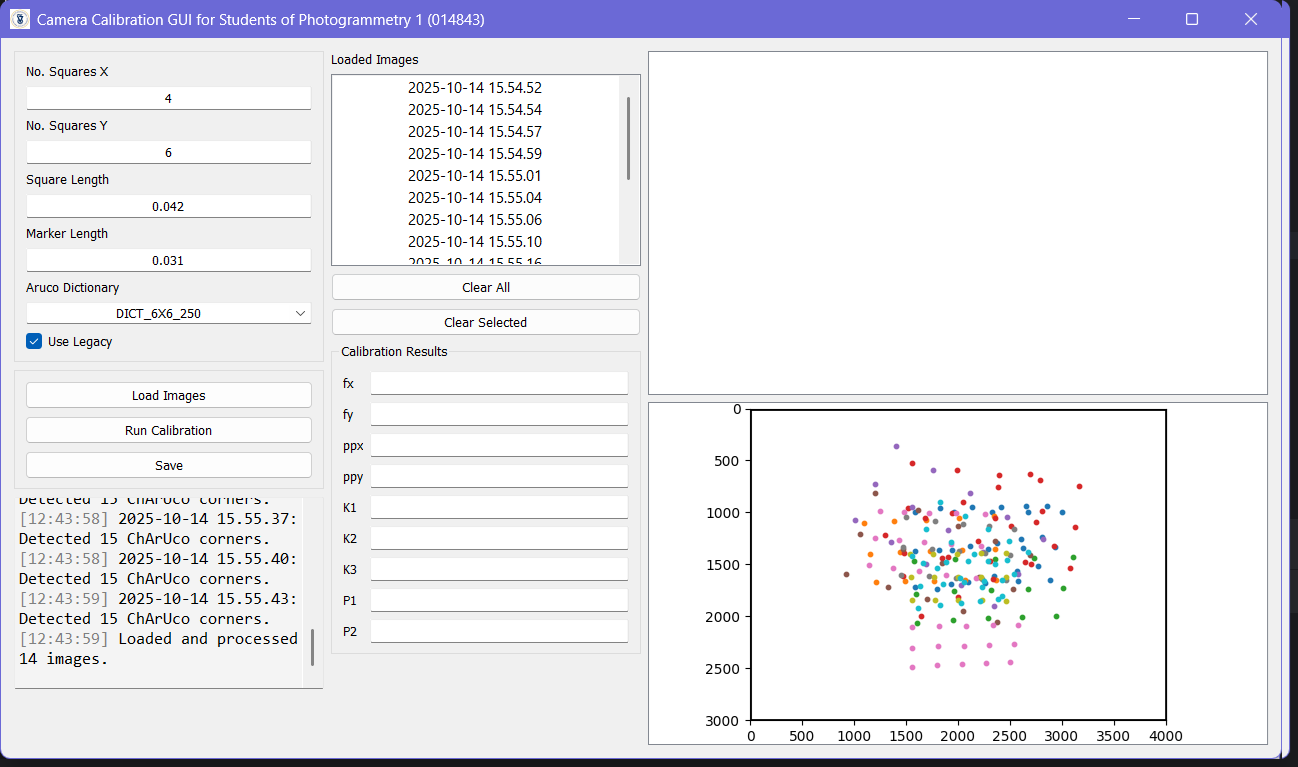 Camera Calibration GUI for Students of Photogrammetry 1 (014843)
No. Squares X
4
No. Squares Y
6
Square Length
0.042
Marker Length
0.031
Aruco Dictionary
DICT_6X6_250
Use Legacy
Load Images
Run Calibration
Save
Detected 15 ChArUco corners.
[12:43:58] 2025-10-14 15.55.37:
Detected 15 ChArUco corners.
[12:43:58] 2025-10-14 15.55.40:
Detected 15 ChArUco corners.
[12:43:59] 2025-10-14 15.55.43:
Detected 15 ChArUco corners.
[12:43:59] Loaded and processed
14 images.
Loaded Images
2025-10-14 15.54.52
2025-10-14 15.54.54
2025-10-14 15.54.57
2025-10-14 15.54.59
2025-10-14 15.55.01
2025-10-14 15.55.04
2025-10-14 15.55.06
2025-10-14 15.55.10
2025-10-14 15.55.16
Clear All
Clear Selected
Calibration Results
fx
fy
ppx
ppy
K1
K2
K3
P1
P2
0
500
1000
1500
2000
2500
3000
0 500 1000 1500 2000 2500 3000 3500 4000